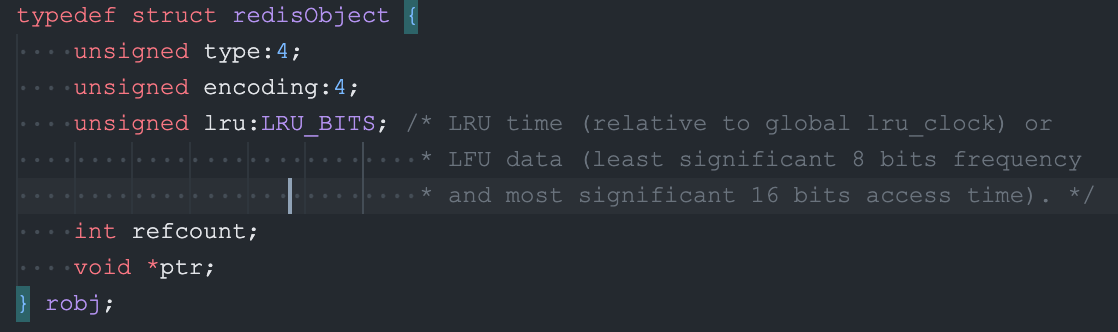 typedef struct redisObject {
    unsigned type:4;
    unsigned encoding:4;
    unsigned lru:LRU_BITS; /* LRU time (relative to global lru_clock) or
                            * LFU data (least significant 8 bits frequency
                            * and most significant 16 bits access time). */
    int refcount;
    void *ptr;
} robj;